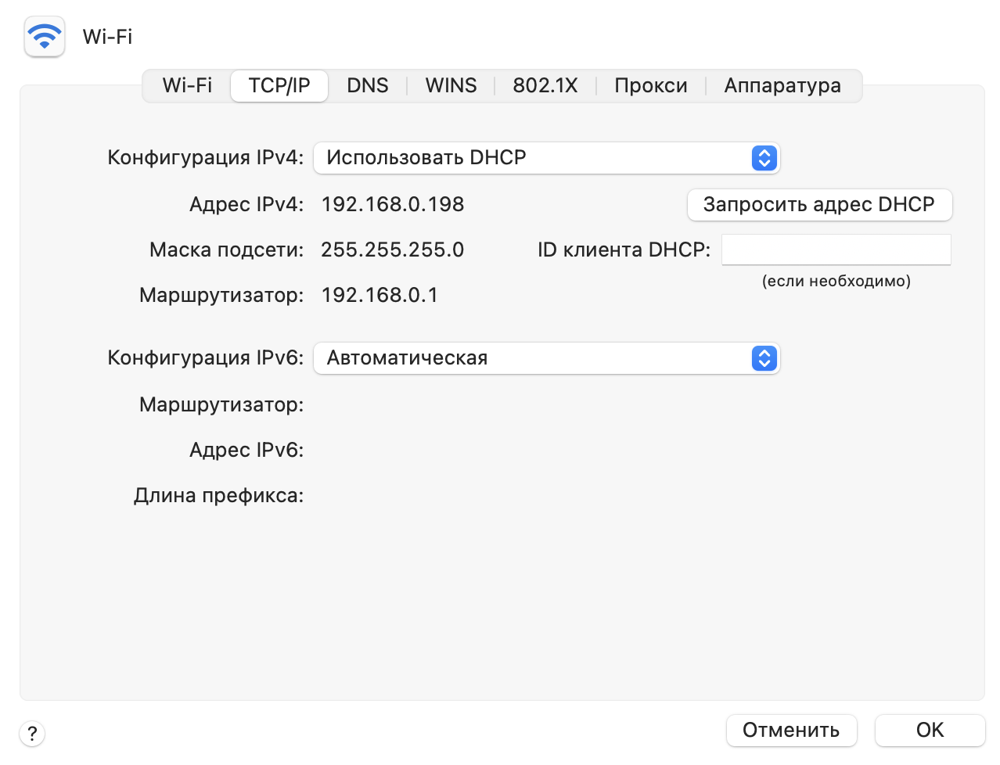 Wi-Fi
Wi-Fi TCP/IP DNS WINS 802.1X Прокси Аппаратура
Конфигурация IPv4: Использовать DHCP
Адрес IPv4: 192.168.0.198 Запросить адрес DHCP
Маска подсети: 255.255.255.0 ID клиента DHCP:
(если необходимо)
Маршрутизатор: 192.168.0.1
Конфигурация IPv6: Автоматическая
Маршрутизатор:
Адрес IPv6:
Длина префикса:
? Отменить OK